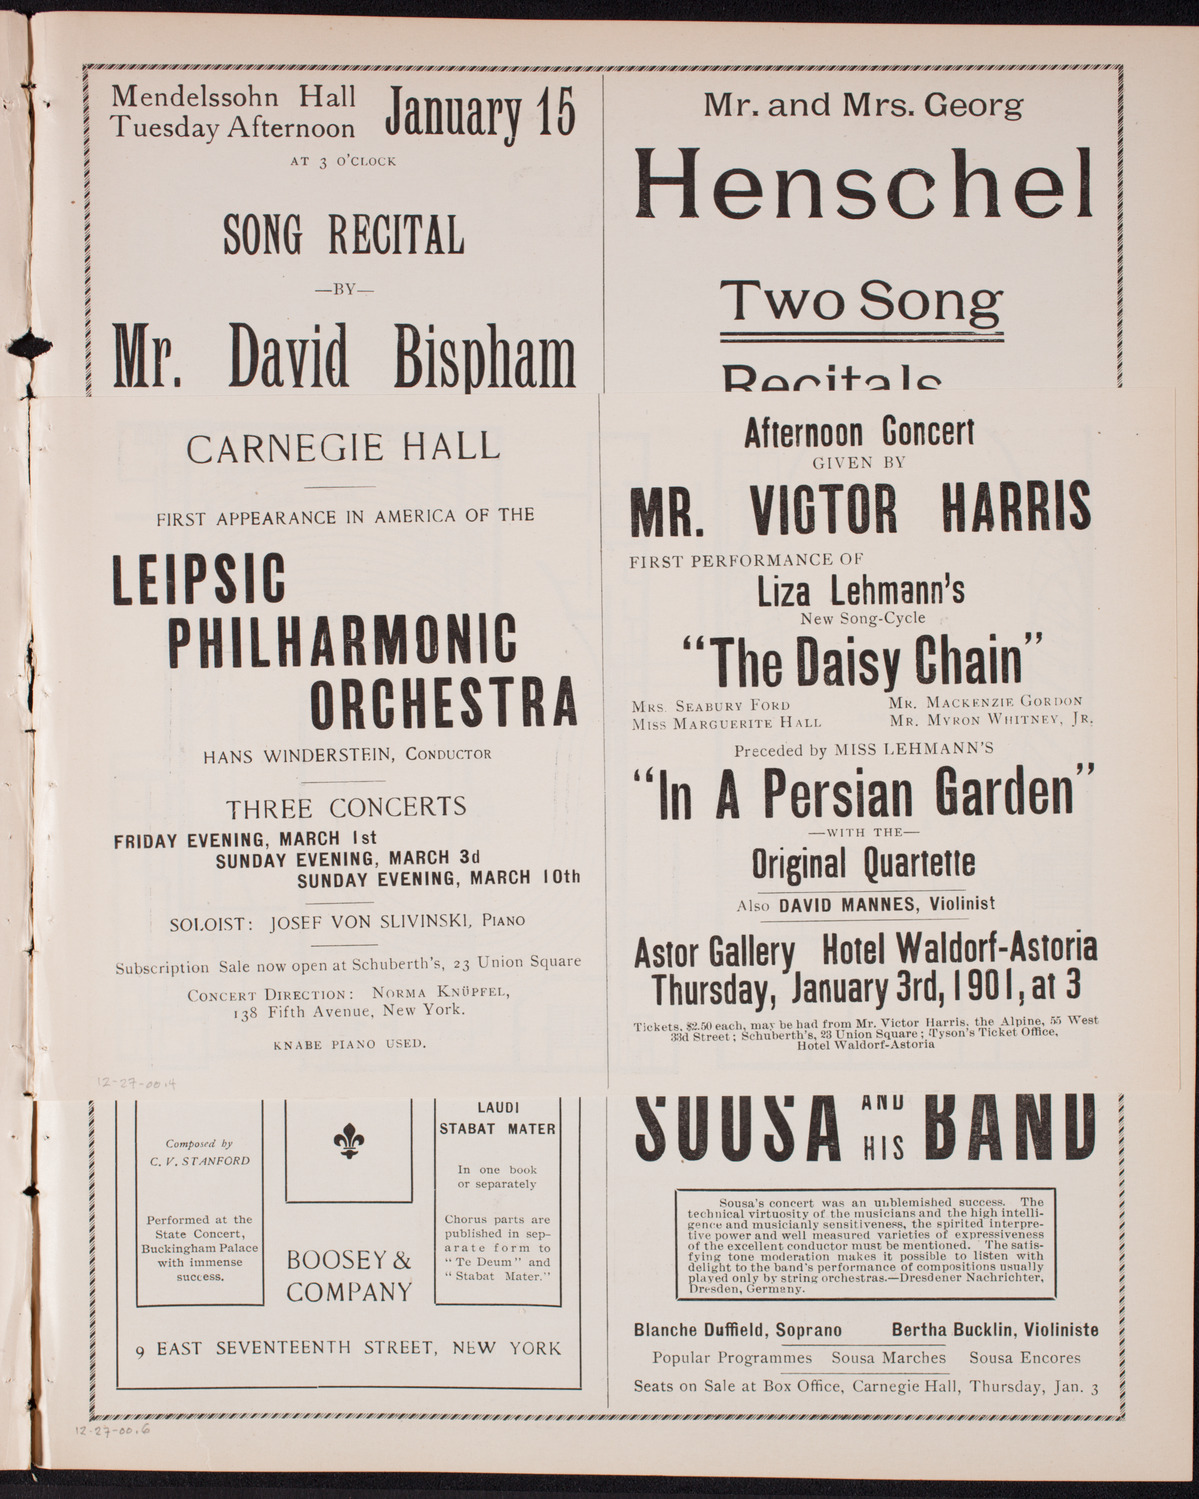 Mendelssohn Hall
Tuesday Afternoon
January 15
AT 3 O'CLOCK
SONG RECITAL
—BY—
Mr. David Bispham
Mr. and Mrs. Georg
Henschel
Two Song
Recitals
CARNEGIE HALL
FIRST APPEARANCE IN AMERICA OF THE
LEIPSIC
PHILHARMONIC
ORCHESTRA
HANS WINDERSTEIN, CONDUCTOR
THREE CONCERTS
FRIDAY EVENING, MARCH 1st
SUNDAY EVENING, MARCH 3d
SUNDAY EVENING, MARCH 10th
SOLOIST: JOSEF VON SLIVINSKI, PIANO
Subscription Sale now open at Schuberth's, 23 Union Square
CONCERT DIRECTION: NORMA KNÜPFEL,
138 Fifth Avenue, New York.
KNABE PIANO USED.
12-27-00.4
Afternoon Concert
GIVEN BY
MR. VICTOR HARRIS
FIRST PERFORMANCE OF
Liza Lehmann's
New Song-Cycle
"The Daisy Chain"
MRS. SEABURY FORD
MISS MARGUERITE HALL
MR. MACKENZIE GORDON
MR. MYRON WHITNEY, JR.
Preceded by MISS LEHMANN'S
"In A Persian Garden"
—WITH THE—
Original Quartette
Also DAVID MANNES, Violinist
Astor Gallery Hotel Waldorf-Astoria
Thursday, January 3rd, 1901, at 3
Tickets, $2.50 each, may be had from Mr. Victor Harris, the Alpine, 55 West
33d Street; Schuberth's, 23 Union Square; Tyson's Ticket Office,
Hotel Waldorf-Astoria
Composed by
C. V. STANFORD
Performed at the
State Concert,
Buckingham Palace
with immense
success.
BOOSEY &
COMPANY
LAUDI
STABAT MATER
In one book
or separately
Chorus parts are
published in sep-
arate form to
"Te Deum" and
"Stabat Mater."
9 EAST SEVENTEENTH STREET, NEW YORK
SOUSA AND HIS BAND
Sousa's concert was an unblemished success. The
technical virtuosity of the musicians and the high intelli-
gence and musicianly sensitiveness, the spirited interpre-
tive power and well measured varieties of expressiveness
of the excellent conductor must be mentioned. The satis-
fying tone moderation makes it possible to listen with
delight to the band's performance of compositions usually
played only by string orchestras.—Dresdener Nachrichter,
Dresden, Germany.
Blanche Duffield, Soprano Bertha Bucklin, Violiniste
Popular Programmes Sousa Marches Sousa Encores
Seats on Sale at Box Office, Carnegie Hall, Thursday, Jan. 3
12-27-00.6